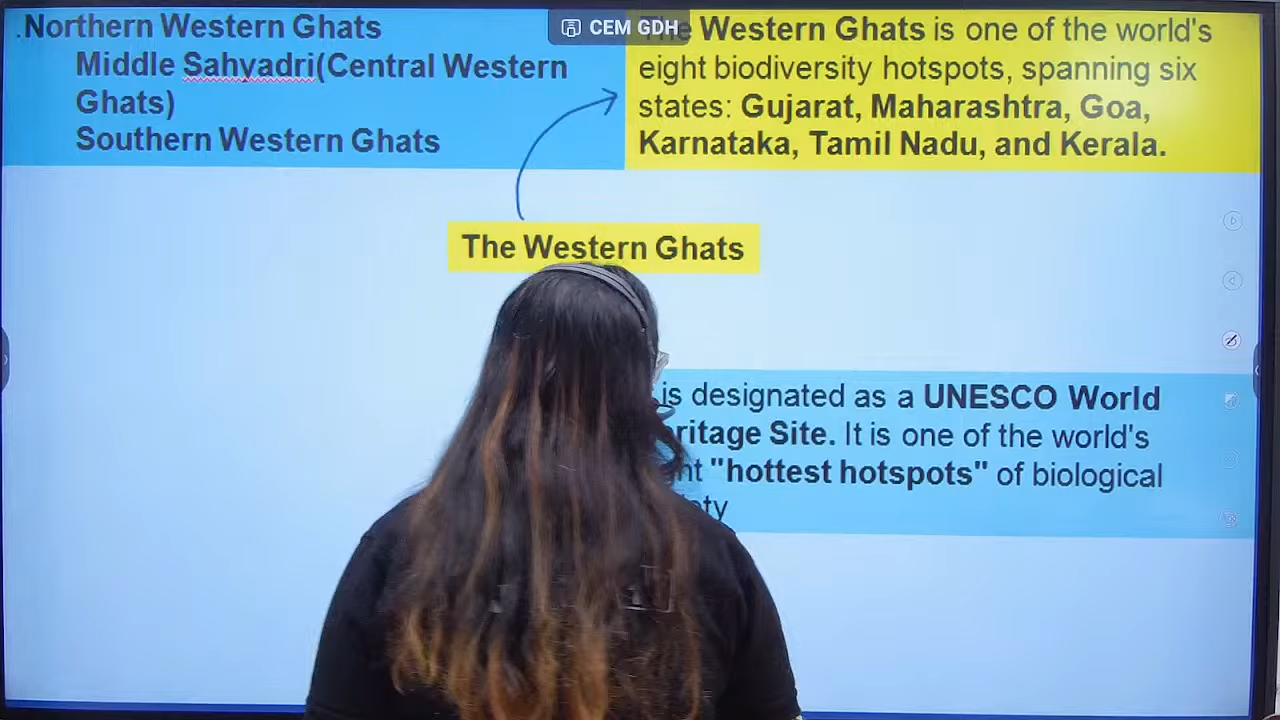 .Northern Western Ghats
Middle Sahyadri(Central Western
Ghats)
Southern Western Ghats
CEM GDH
Western Ghats is one of the world's
eight biodiversity hotspots, spanning six
states: Gujarat, Maharashtra, Goa,
Karnataka, Tamil Nadu, and Kerala.
The Western Ghats
is designated as a UNESCO World
ritage Site. It is one of the world's
"hottest hotspots" of biological